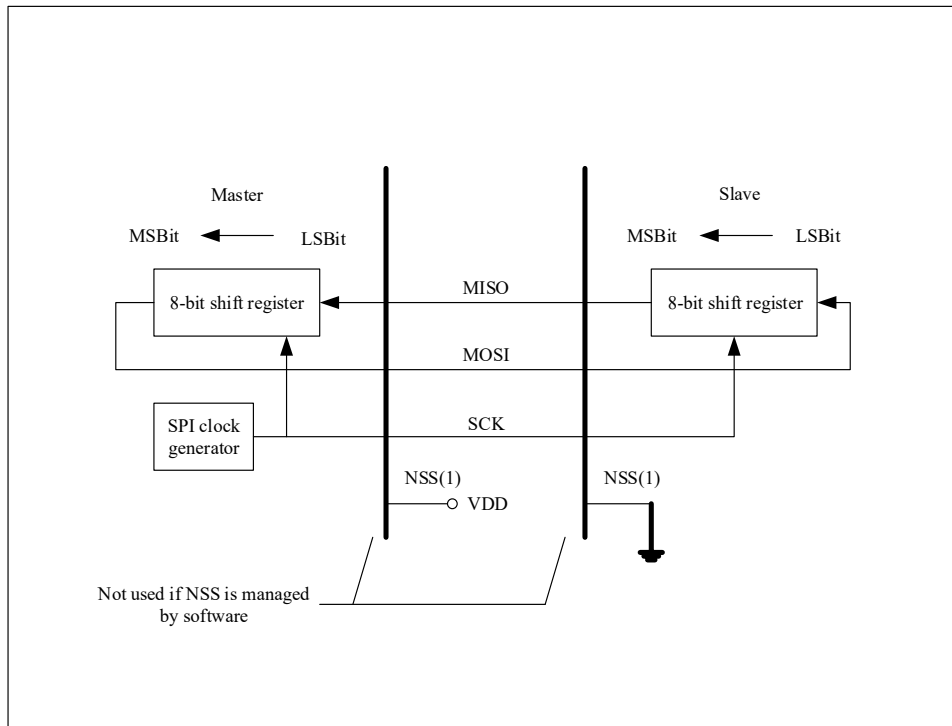 Master
Slave
MSBit
LSBit
MSBit
LSBit
8-bit shift register
MISO
8-bit shift register
MOSI
SPI clock
generator
SCK
NSS(1)
NSS(1)
VDD
Not used if NSS is managed
by software